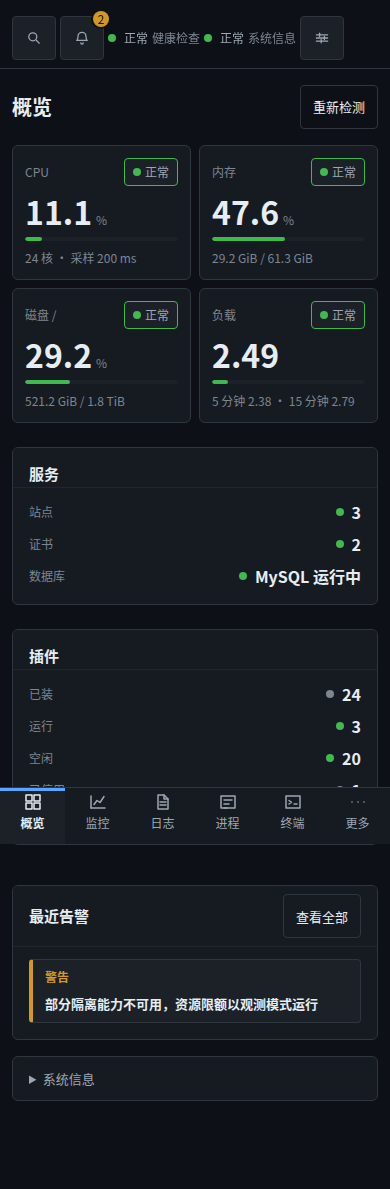 2
正常 健康检查 正常 系统信息
概览
重新检测
CPU 正常
11.1 %
24 核 · 采样 200 ms
内存 正常
47.6 %
29.2 GiB / 61.3 GiB
磁盘 / 正常
29.2 %
521.2 GiB / 1.8 TiB
负载 正常
2.49
5 分钟 2.38 · 15 分钟 2.79
服务
站点 3
证书 2
数据库 MySQL 运行中
插件
已装 24
运行 3
空闲 20
概览 监控 日志 进程 终端 更多
最近告警
查看全部
警告
部分隔离能力不可用，资源限额以观测模式运行
系统信息